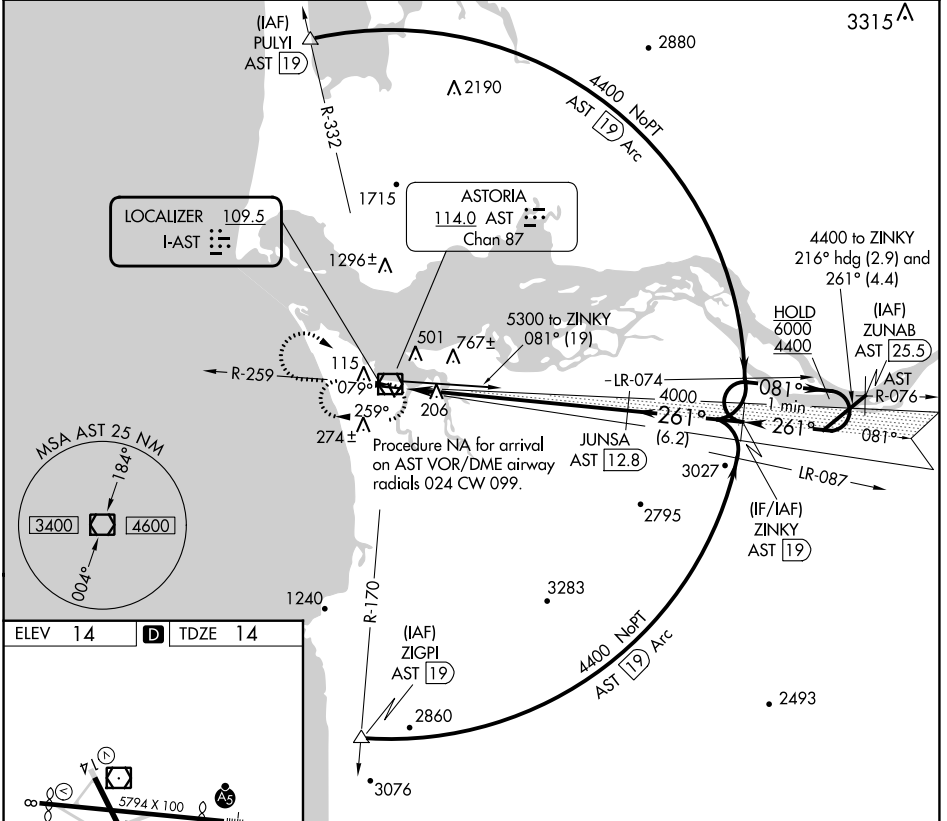 (IAF)
PULYI
AST 19
3315
2880
2190
4400 NoPT
AST 19 Arc
R-332
1715
LOCALIZER 109.5
I-AST
ASTORIA
114.0 AST
Chan 87
1296±
4400 to ZINKY
216° hdg (2.9) and
261° (4.4)
5300 to ZINKY
081° (19)
HOLD
6000
4400
(IAF)
ZUNAB
AST 25.5
501
767±
115
R-259
079°
259°
206
274±
LR-074
4000
081°
1 min
261°
261°
(6.2)
AST
R-076
081°
JUNSA
AST 12.8
Procedure NA for arrival
on AST VOR/DME airway
radials 024 CW 099.
3027
LR-087
MSA AST 25 NM
184°
3400
4600
004°
2795
(IF/IAF)
ZINKY
AST 19
1240
R-170
3283
4400 NoPT
AST 19 Arc
(IAF)
ZIGPI
AST 19
2860
2493
3076
ELEV 14
D
TDZE 14
14
V
V
8
5794 X 100
A5